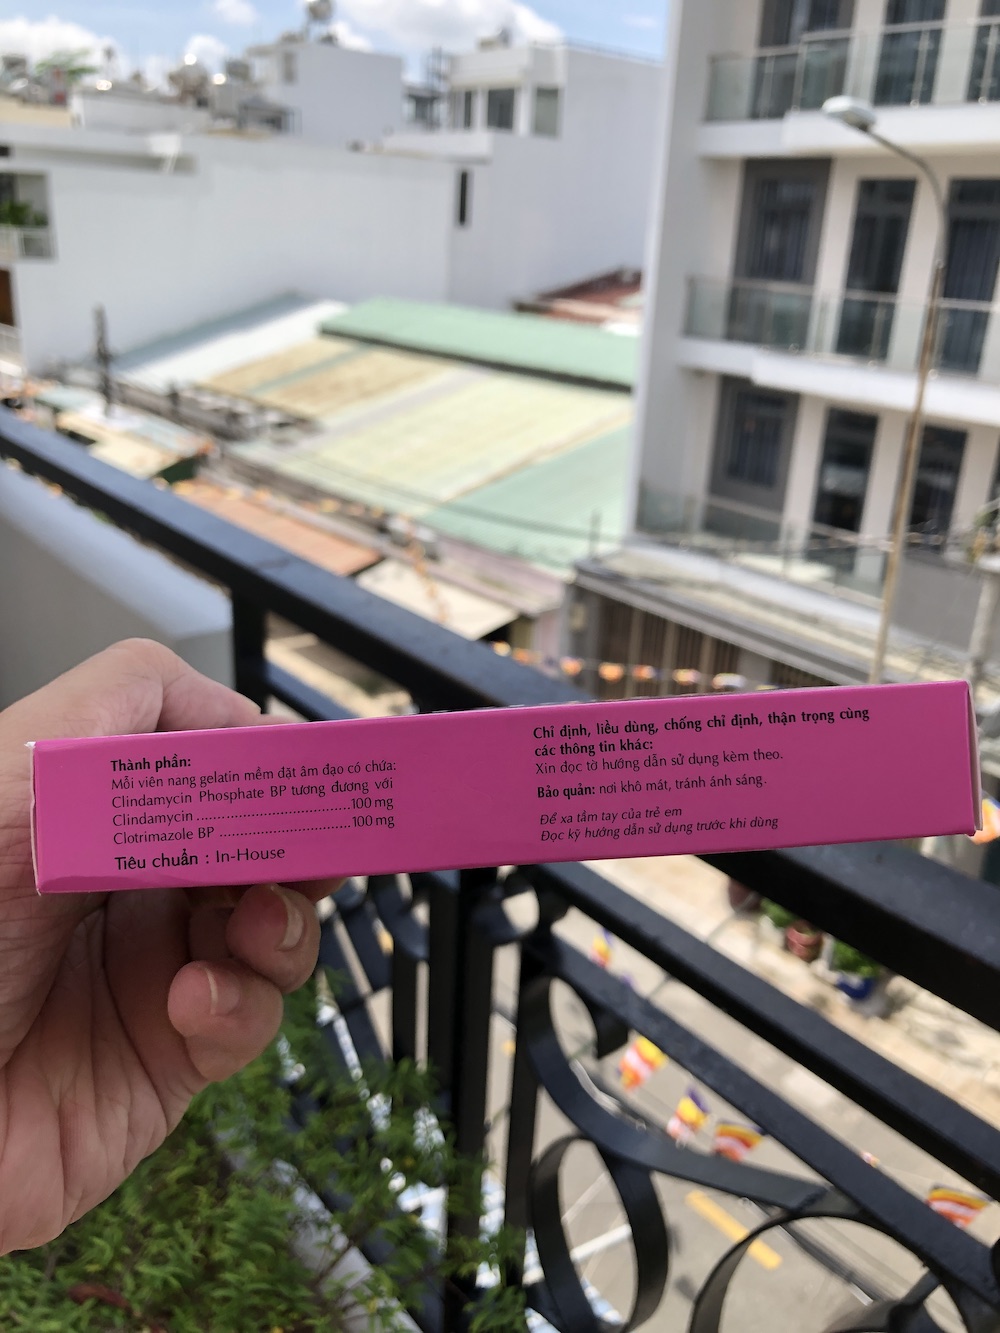 Thành phần:
Mỗi viên nang gelatin mềm đặt âm đạo có chứa:
Clindamycin Phosphate BP tương đương với
Clindamycin ..................................100 mg
Clotrimazole BP ..............................100 mg
Tiêu chuẩn : In-House
Chỉ định, liều dùng, chống chỉ định, thận trọng cùng
các thông tin khác:
Xin đọc tờ hướng dẫn sử dụng kèm theo.
Bảo quản: nơi khô mát, tránh ánh sáng.
Để xa tầm tay của trẻ em
Đọc kỹ hướng dẫn sử dụng trước khi dùng